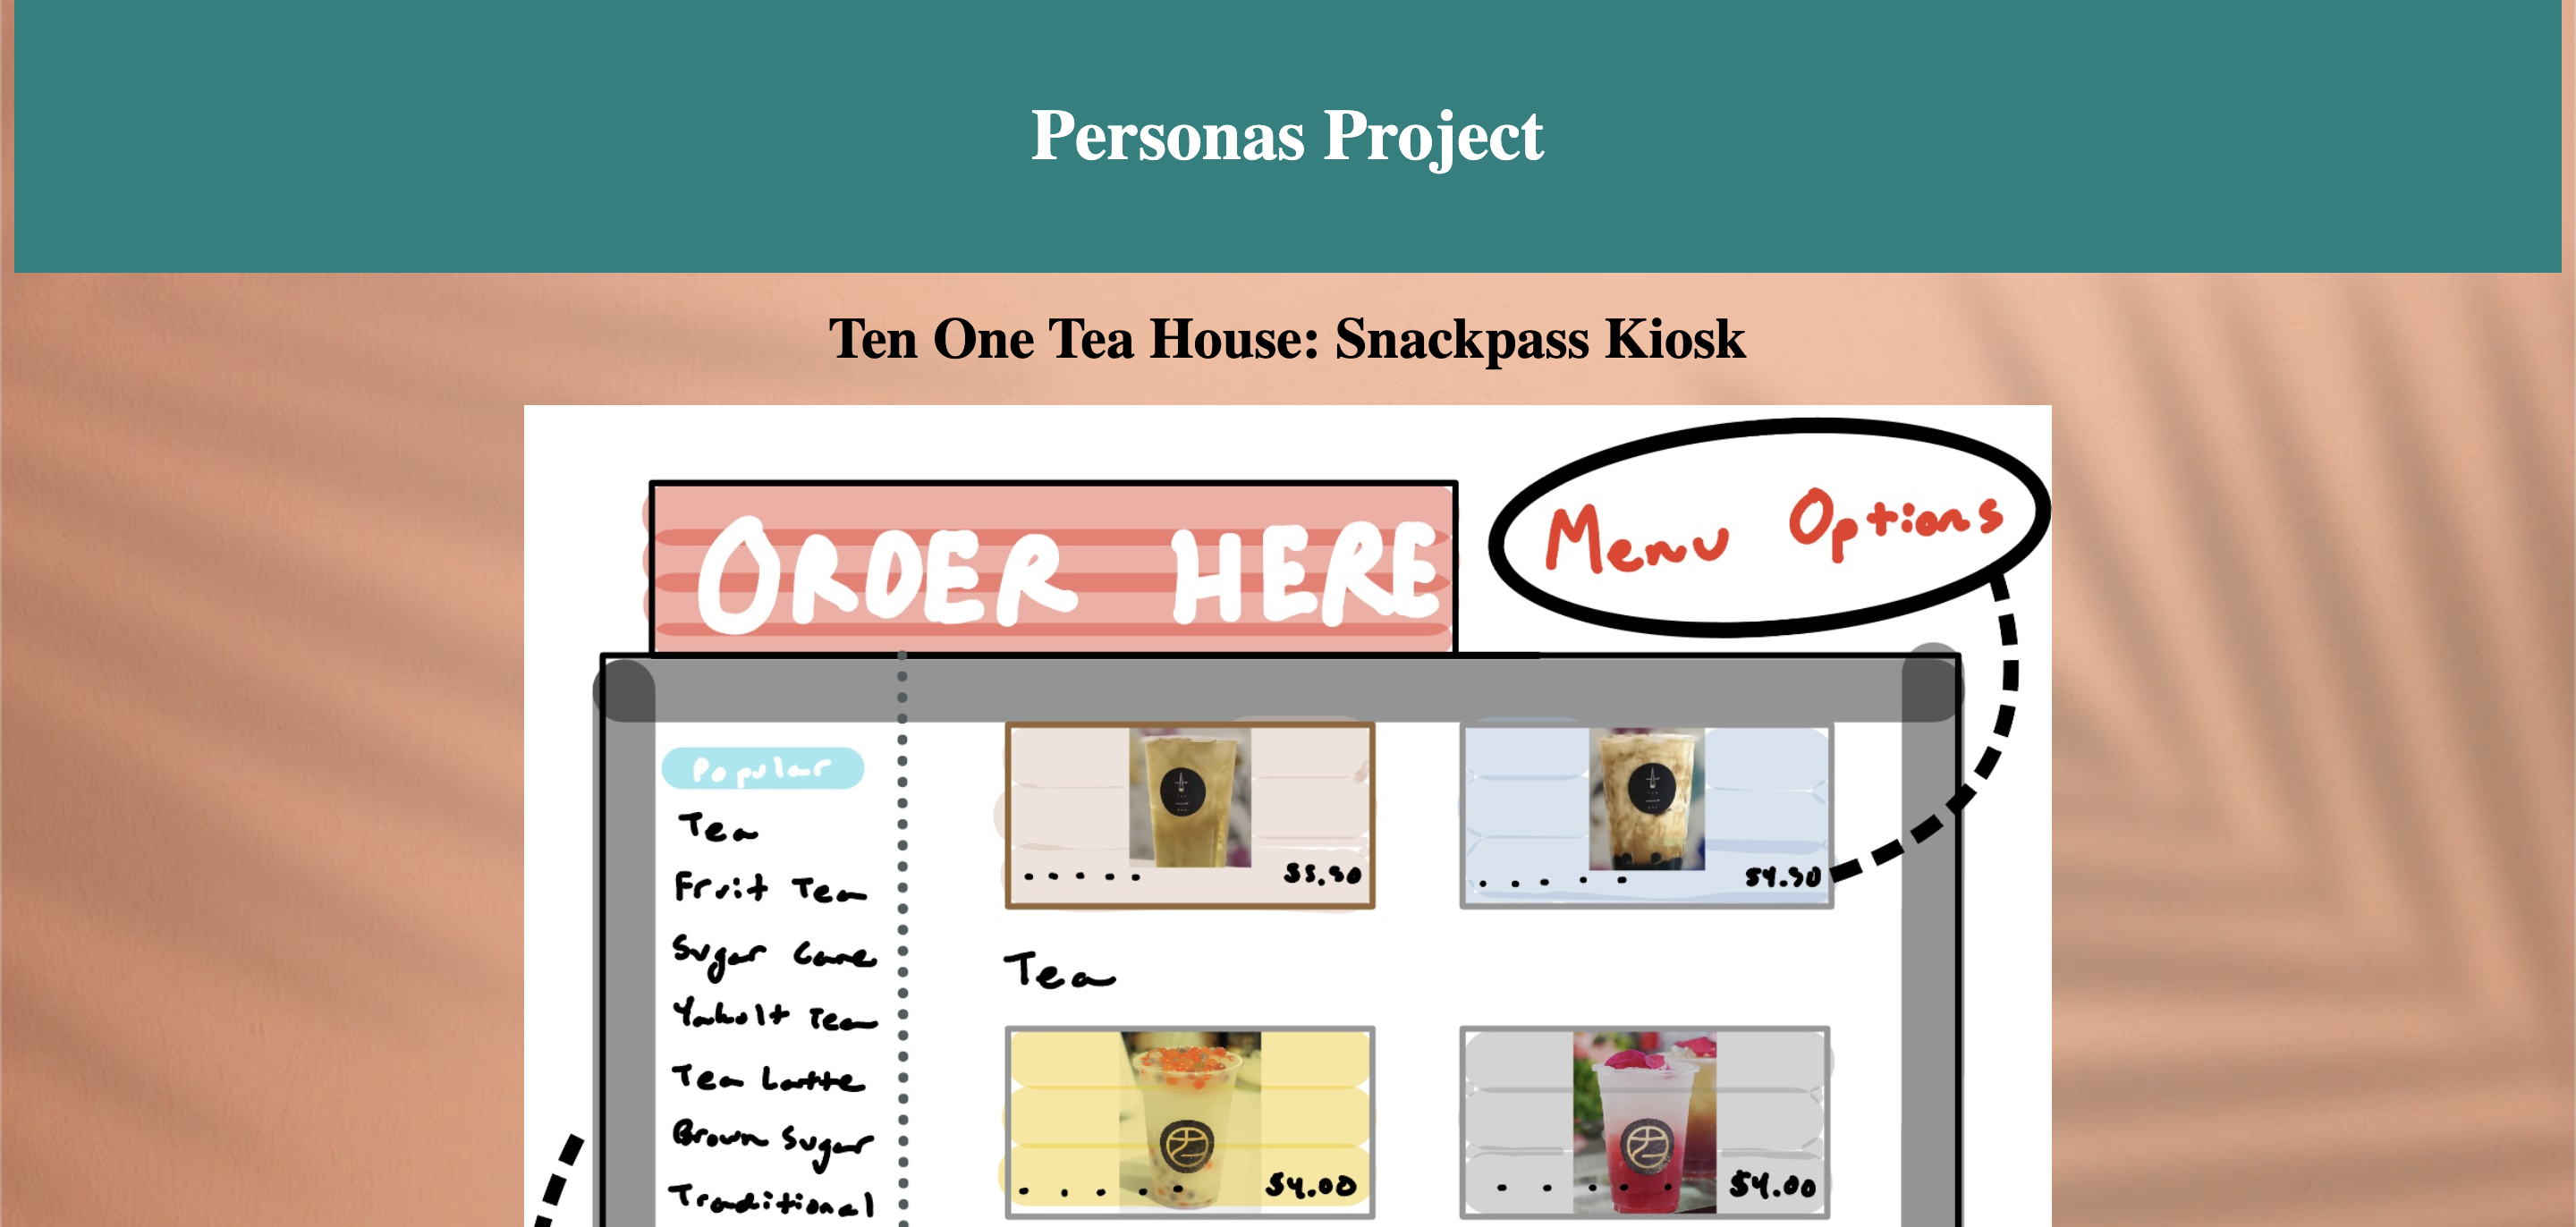 Personas Project
Ten One Tea House: Snackpass Kiosk
ORDER HERE
Menu Options
Popular
Tea
Fruit Tea
Sugar Cane
Yakult Tea
Tea Latte
Brown Sugar
Traditional
$5.50
$4.50
Tea
$4.00
$4.00